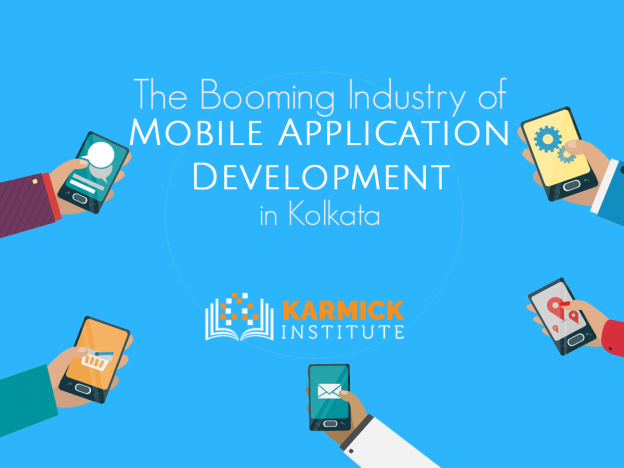 The Booming Industry of
MOBILE APPLICATION
DEVELOPMENT
in Kolkata
KARMICK
INSTITUTE